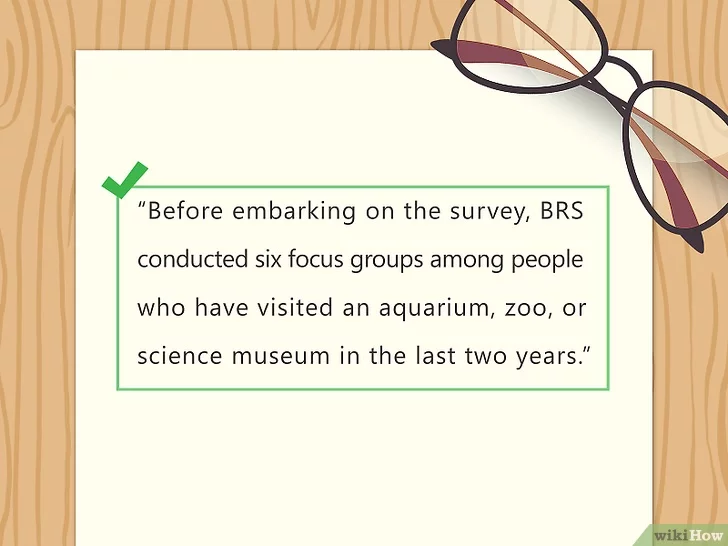 “Before embarking on the survey, BRS
conducted six focus groups among people
who have visited an aquarium, zoo, or
science museum in the last two years.”
wikiHow